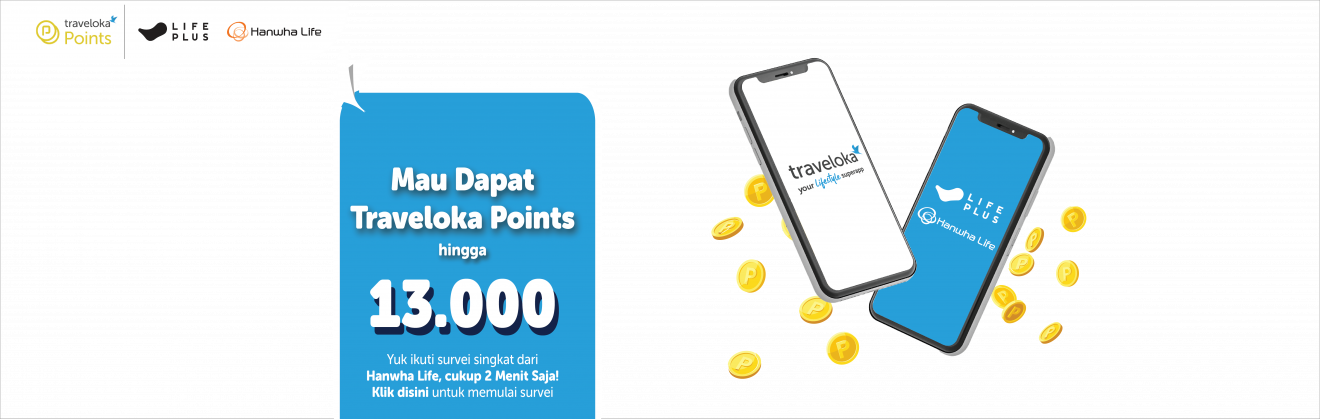 traveloka
Points
LIFE
PLUS
Hanwha Life
Mau Dapat
Traveloka Points
hingga
13.000
Yuk ikuti survei singkat dari
Hanwha Life, cukup 2 Menit Saja!
Klik disini untuk memulai survei
traveloka
your lifestyle superapp
LIFE
PLUS
Hanwha Life